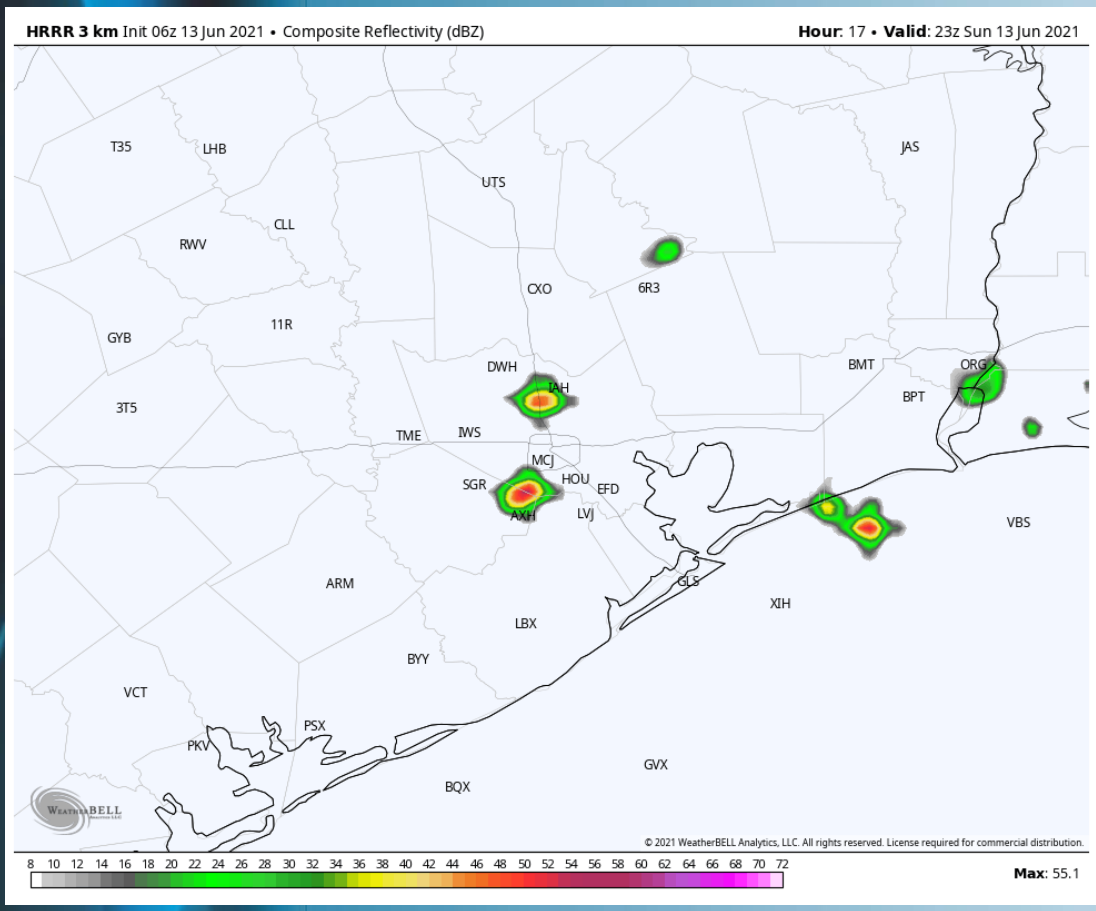 HRRR 3 km Init 06z 13 Jun 2021 • Composite Reflectivity (dBZ)
Hour: 17 • Valid: 23z Sun 13 Jun 2021
T35
LHB
JAS
UTS
CLL
RWV
CXO
6R3
11R
GYB
DWH
BMT
ORG
IAH
BPT
3T5
TME
IWS
MCJ
HOU
SGR
EFD
AXH
LVJ
VBS
ARM
GLS
XIH
LBX
BYY
VCT
PSX
PKV
GVX
BQX
WEATHERBELL
ANALYTICS LLC
© 2021 WeatherBELL Analytics, LLC. All rights reserved. License required for commercial distribution.
8 10 12 14 16 18 20 22 24 26 28 30 32 34 36 38 40 42 44 46 48 50 52 54 56 58 60 62 64 66 68 70 72
Max: 55.1